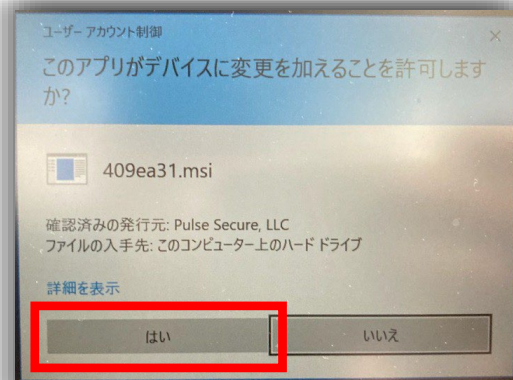 ユーザー アカウント制御
このアプリがデバイスに変更を加えることを許可します
か?
409ea31.msi
確認済みの発行元: Pulse Secure, LLC
ファイルの入手先: このコンピューター上のハード ドライブ
詳細を表示
はい
いいえ